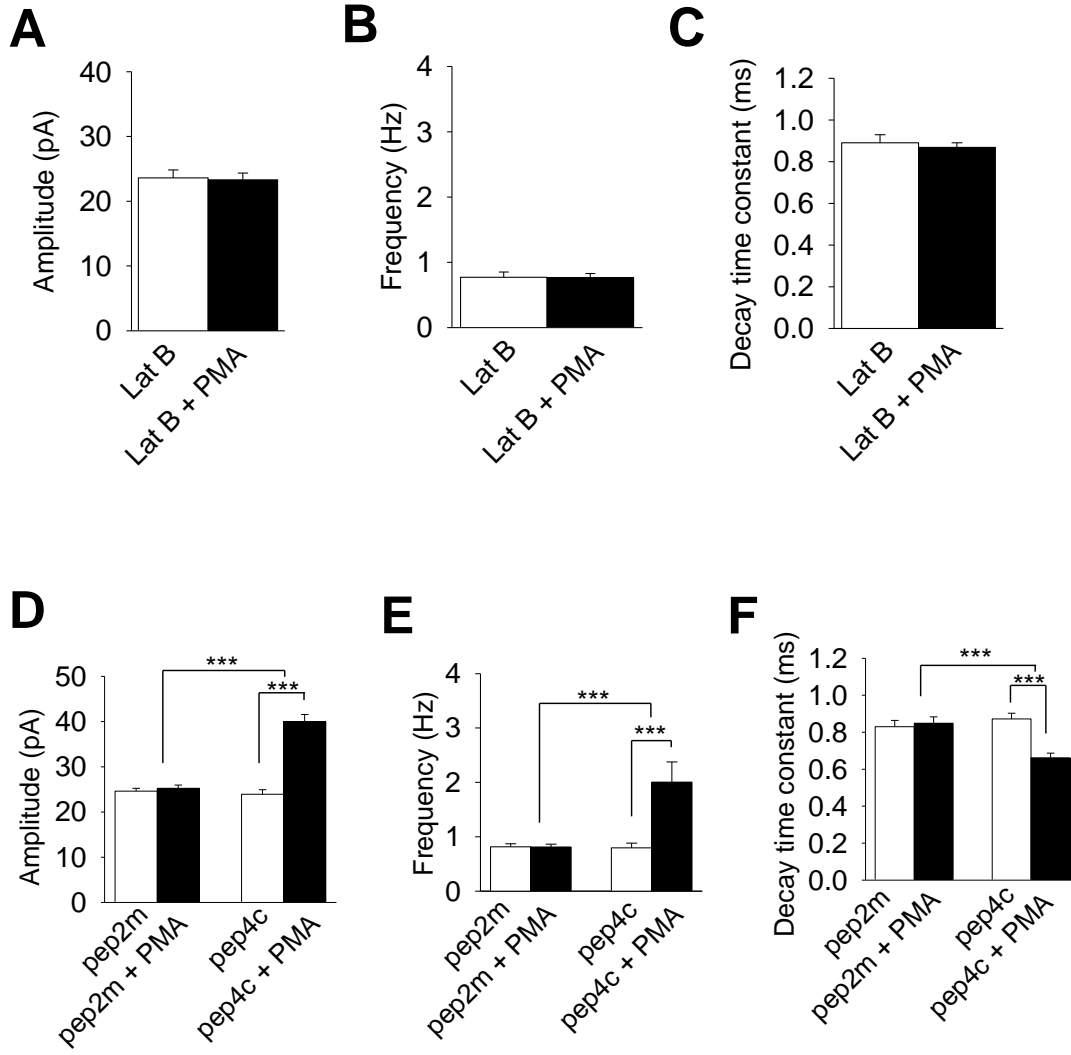 A
Amplitude (pA)
40
30
20
10
0
Lat B
Lat B + PMA
B
Frequency (Hz)
4
3
2
1
0
Lat B
Lat B + PMA
C
Decay time constant (ms)
1.2
1.0
0.8
0.6
0.4
0.2
0.0
Lat B
Lat B + PMA
D
Amplitude (pA)
50
40
30
20
10
0
***
***
pep2m
pep2m + PMA
pep4c
pep4c + PMA
E
Frequency (Hz)
4
3
2
1
0
***
***
pep2m
pep2m + PMA
pep4c
pep4c + PMA
F
Decay time constant (ms)
1.2
1.0
0.8
0.6
0.4
0.2
0.0
***
***
pep2m
pep2m + PMA
pep4c
pep4c + PMA